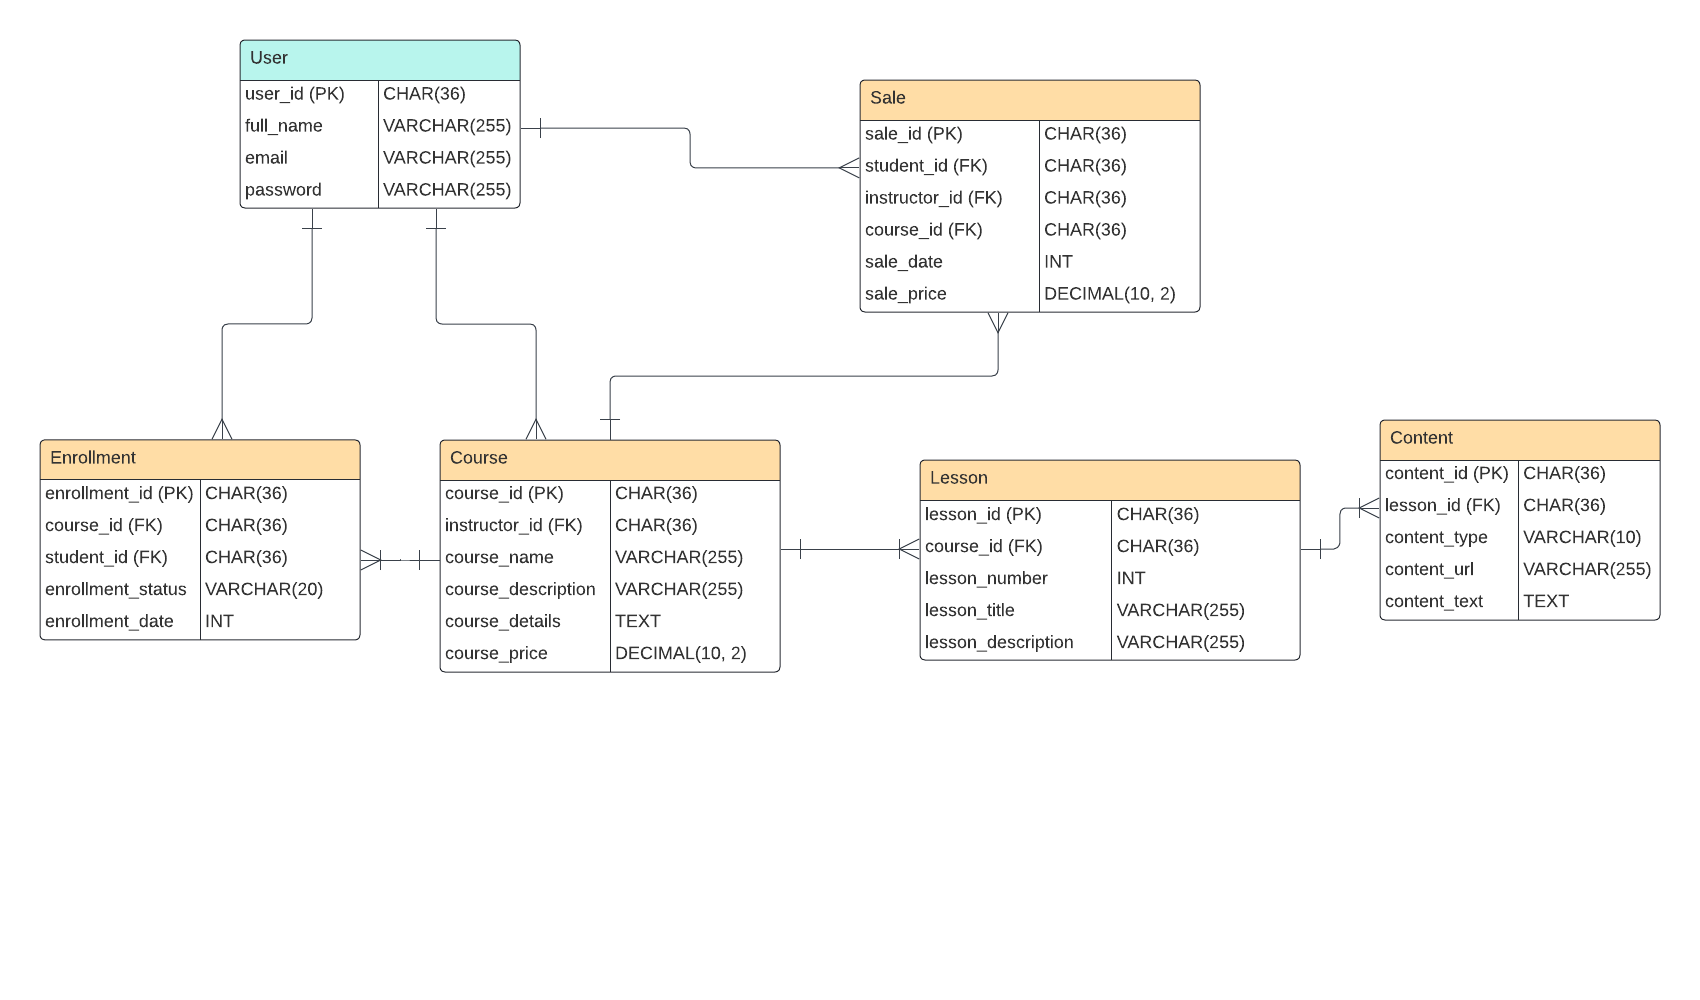 User
user_id (PK) CHAR(36)
full_name VARCHAR(255)
email VARCHAR(255)
password VARCHAR(255)
Sale
sale_id (PK) CHAR(36)
student_id (FK) CHAR(36)
instructor_id (FK) CHAR(36)
course_id (FK) CHAR(36)
sale_date INT
sale_price DECIMAL(10, 2)
Enrollment
enrollment_id (PK) CHAR(36)
course_id (FK) CHAR(36)
student_id (FK) CHAR(36)
enrollment_status VARCHAR(20)
enrollment_date INT
Course
course_id (PK) CHAR(36)
instructor_id (FK) CHAR(36)
course_name VARCHAR(255)
course_description VARCHAR(255)
course_details TEXT
course_price DECIMAL(10, 2)
Lesson
lesson_id (PK) CHAR(36)
course_id (FK) CHAR(36)
lesson_number INT
lesson_title VARCHAR(255)
lesson_description VARCHAR(255)
Content
content_id (PK) CHAR(36)
lesson_id (FK) CHAR(36)
content_type VARCHAR(10)
content_url VARCHAR(255)
content_text TEXT